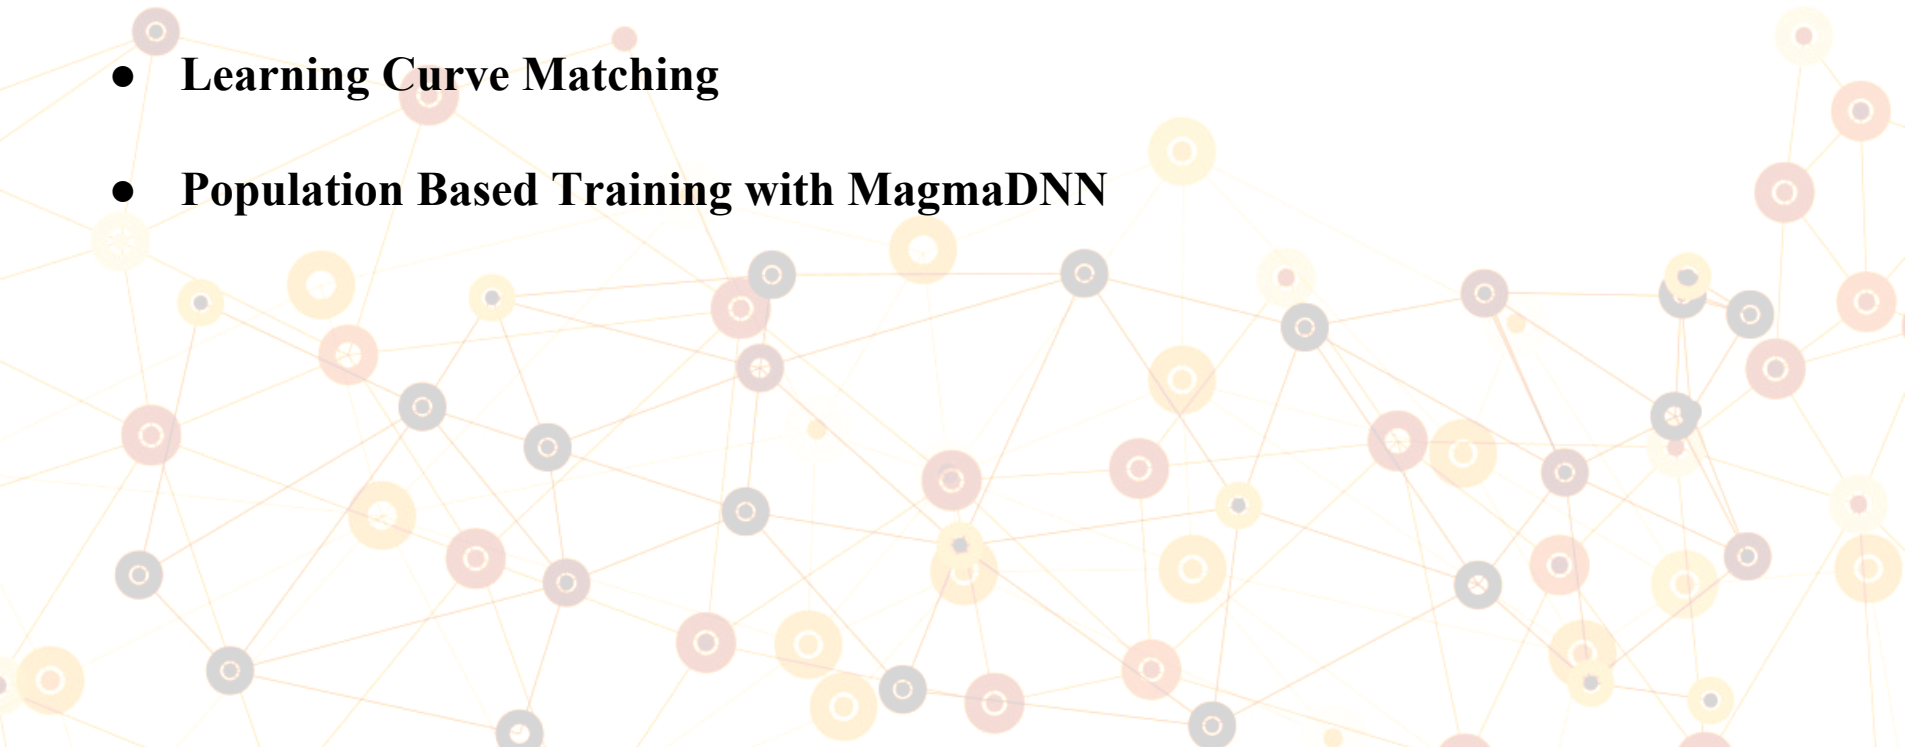 ● Learning Curve Matching
● Population Based Training with MagmaDNN